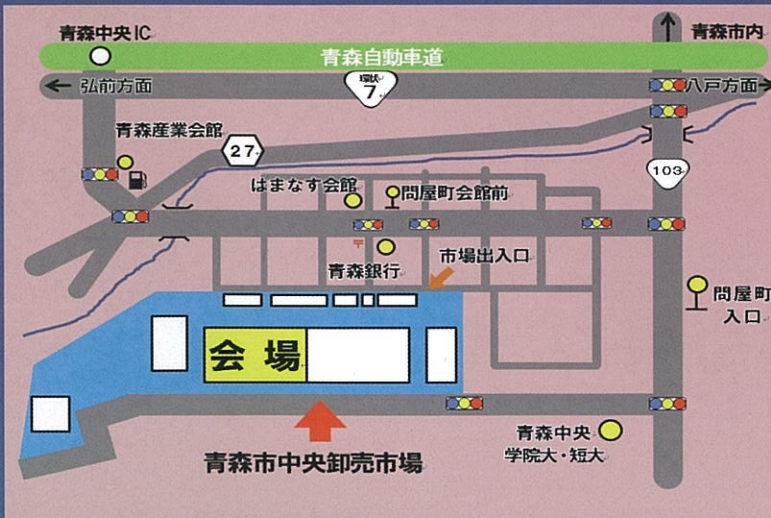 青森中央IC
青森市内
青森自動車道
弘前方面
環状
7
八戸方面
青森産業会館
27
103
はまなす会館
問屋町会館前
〒
青森銀行
市場出入口
問屋町
入口
会場
青森中央
学院大・短大
青森市中央卸売市場